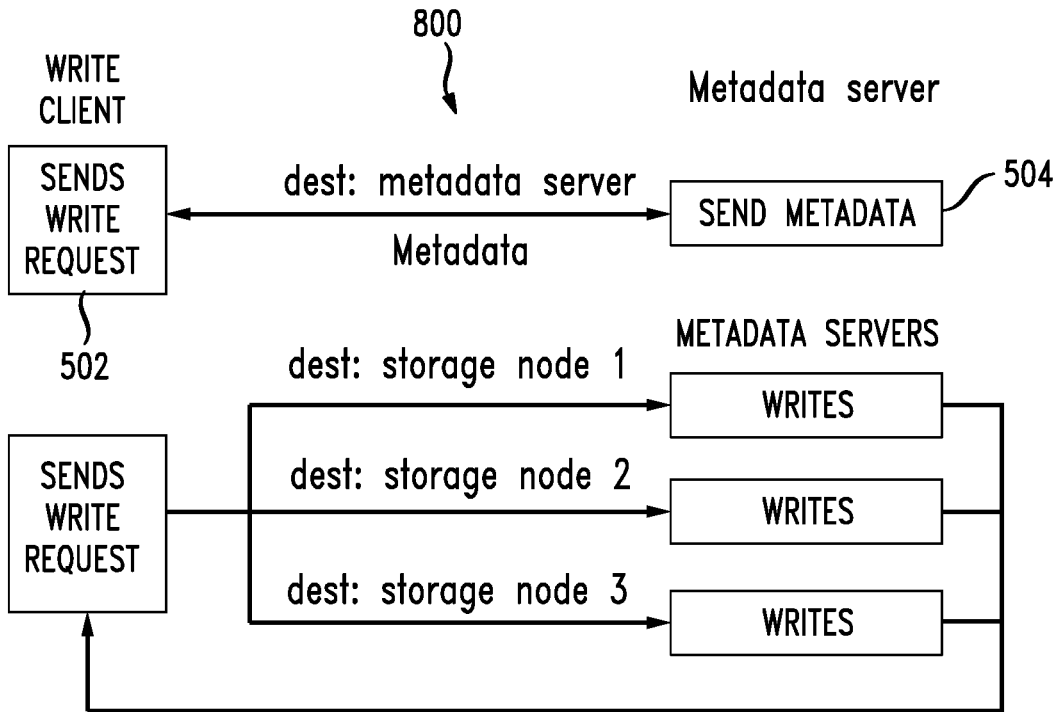 800
WRITE
CLIENT
Metadata server
SENDS
WRITE
REQUEST
dest: metadata server
Metadata
SEND METADATA
504
502
METADATA SERVERS
dest: storage node 1
WRITES
SENDS
WRITE
REQUEST
dest: storage node 2
WRITES
dest: storage node 3
WRITES